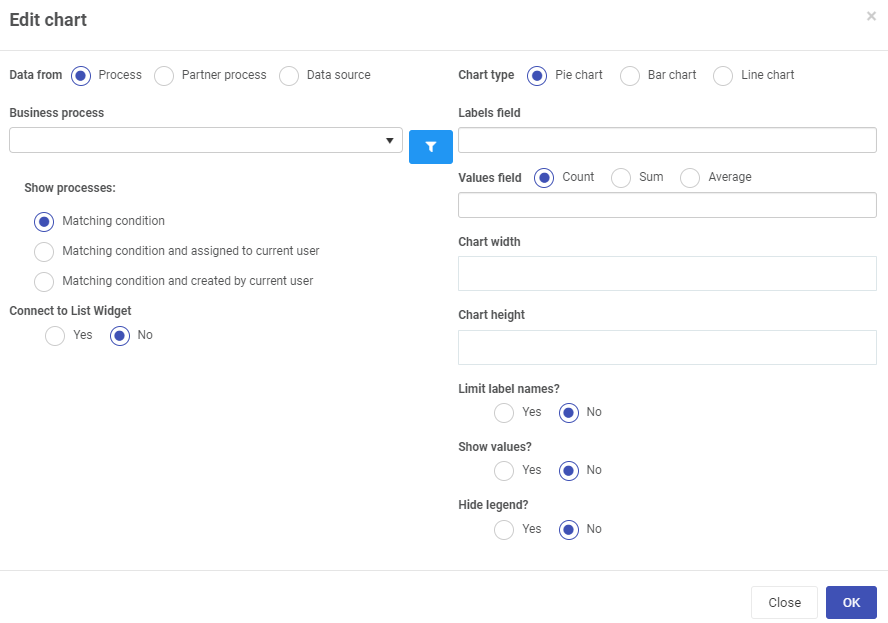 Edit chart
×
Data from Process Partner process Data source
Business process
Show processes:
Matching condition
Matching condition and assigned to current user
Matching condition and created by current user
Connect to List Widget
Yes No
Chart type Pie chart Bar chart Line chart
Labels field
Values field Count Sum Average
Chart width
Chart height
Limit label names?
Yes No
Show values?
Yes No
Hide legend?
Yes No
Close OK